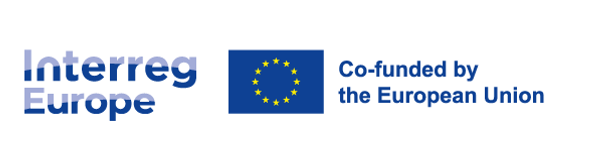 Interreg
Europe
Co-funded by
the European Union